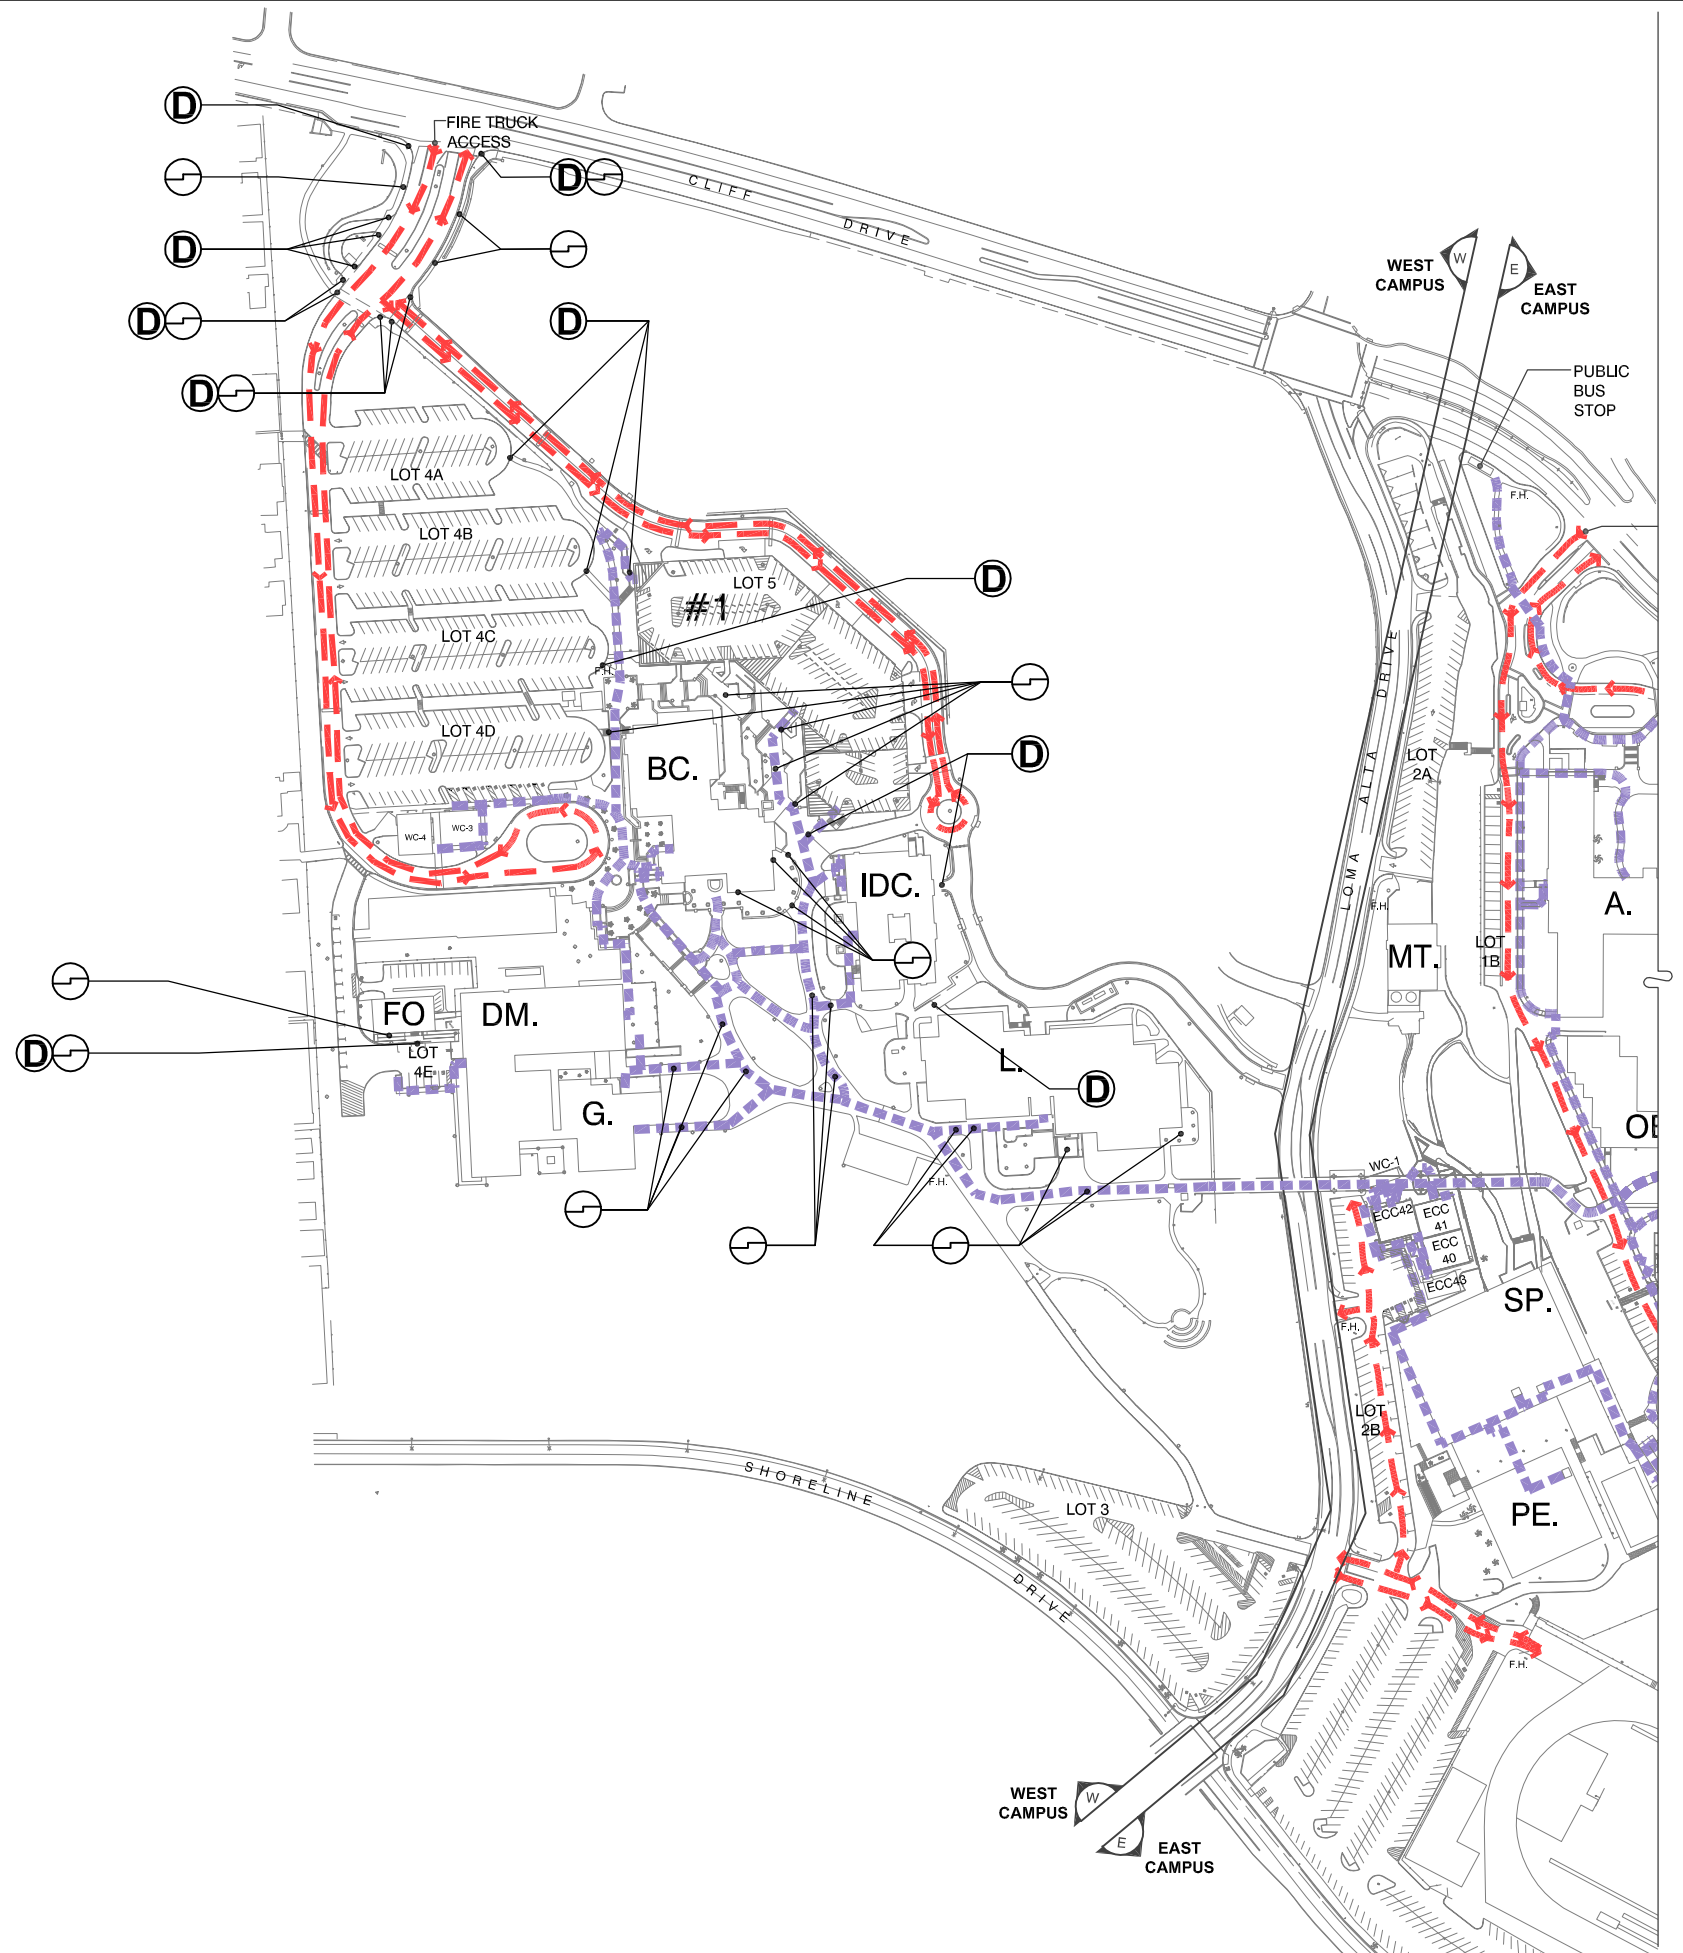 D
FIRE TRUCK
ACCESS
D
D
D
D
D
CLIFF
DRIVE
W
WEST
CAMPUS
E
EAST
CAMPUS
PUBLIC
BUS
STOP
LOT 4A
F.H.
LOT 4B
LOT 5
#1
D
LOT 4C
F.H.
LOT 4D
BC.
D
LOMA ALTA DRIVE
LOT
2A
WC-4
WC-3
IDC.
F.H.
A.
MT.
LOT
1B
FO
DM.
D
LOT
4E
L.
D
G.
WC-1
F.H.
ECC42
ECC
41
ECC
40
ECC43
SP.
F.H.
LOT
2B
SHORELINE
DRIVE
LOT 3
PE.
F.H.
WEST
CAMPUS
W
E
EAST
CAMPUS